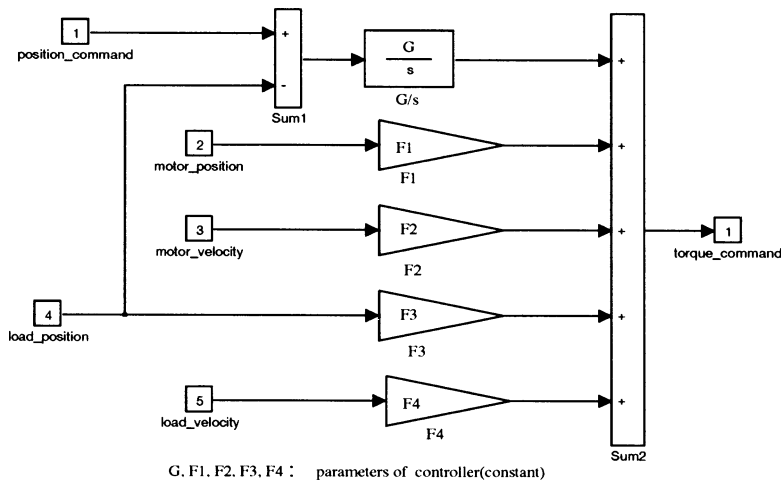 1
position_command
+
-
Sum1
G
s
G/s
+
2
motor_position
F1
F1
+
3
motor_velocity
F2
F2
+
1
torque_command
4
load_position
F3
F3
+
5
load_velocity
F4
F4
+
Sum2
G, F1, F2, F3, F4 : parameters of controller(constant)